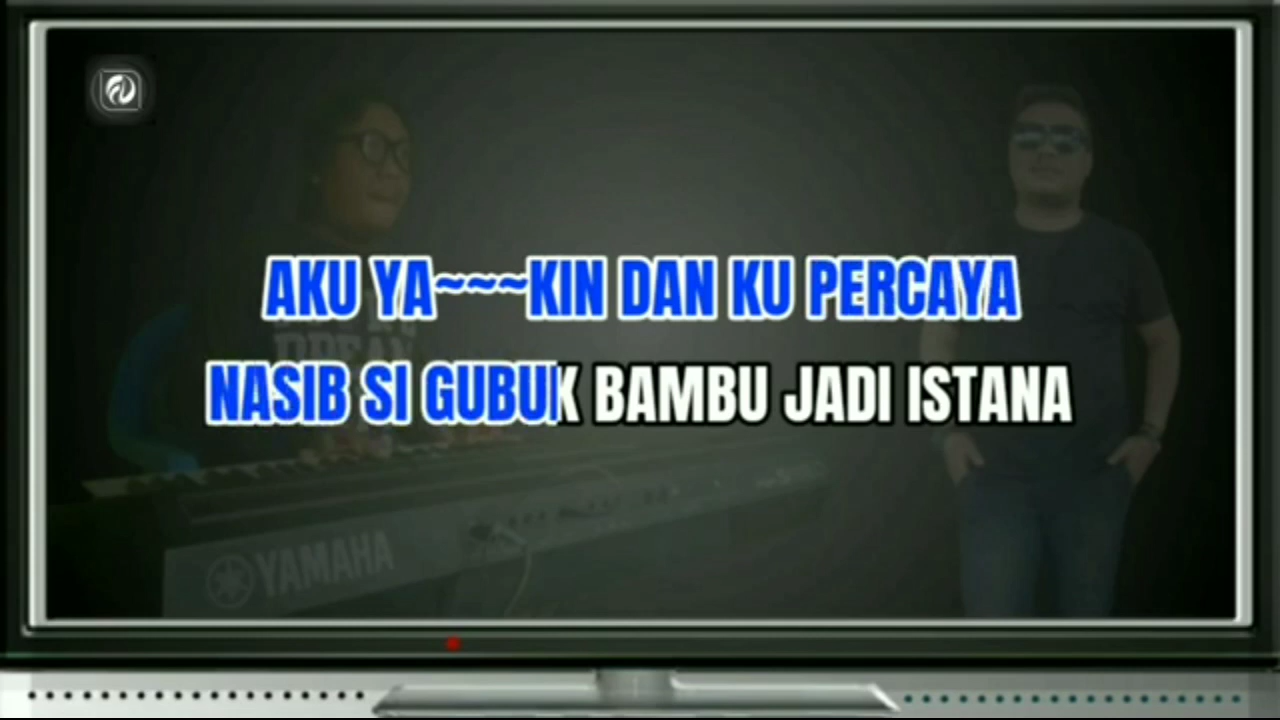 AKU YA~~~KIN DAN KU PERCAYA
NASIB SI GUBUK BAMBU JADI ISTANA
YAMAHA